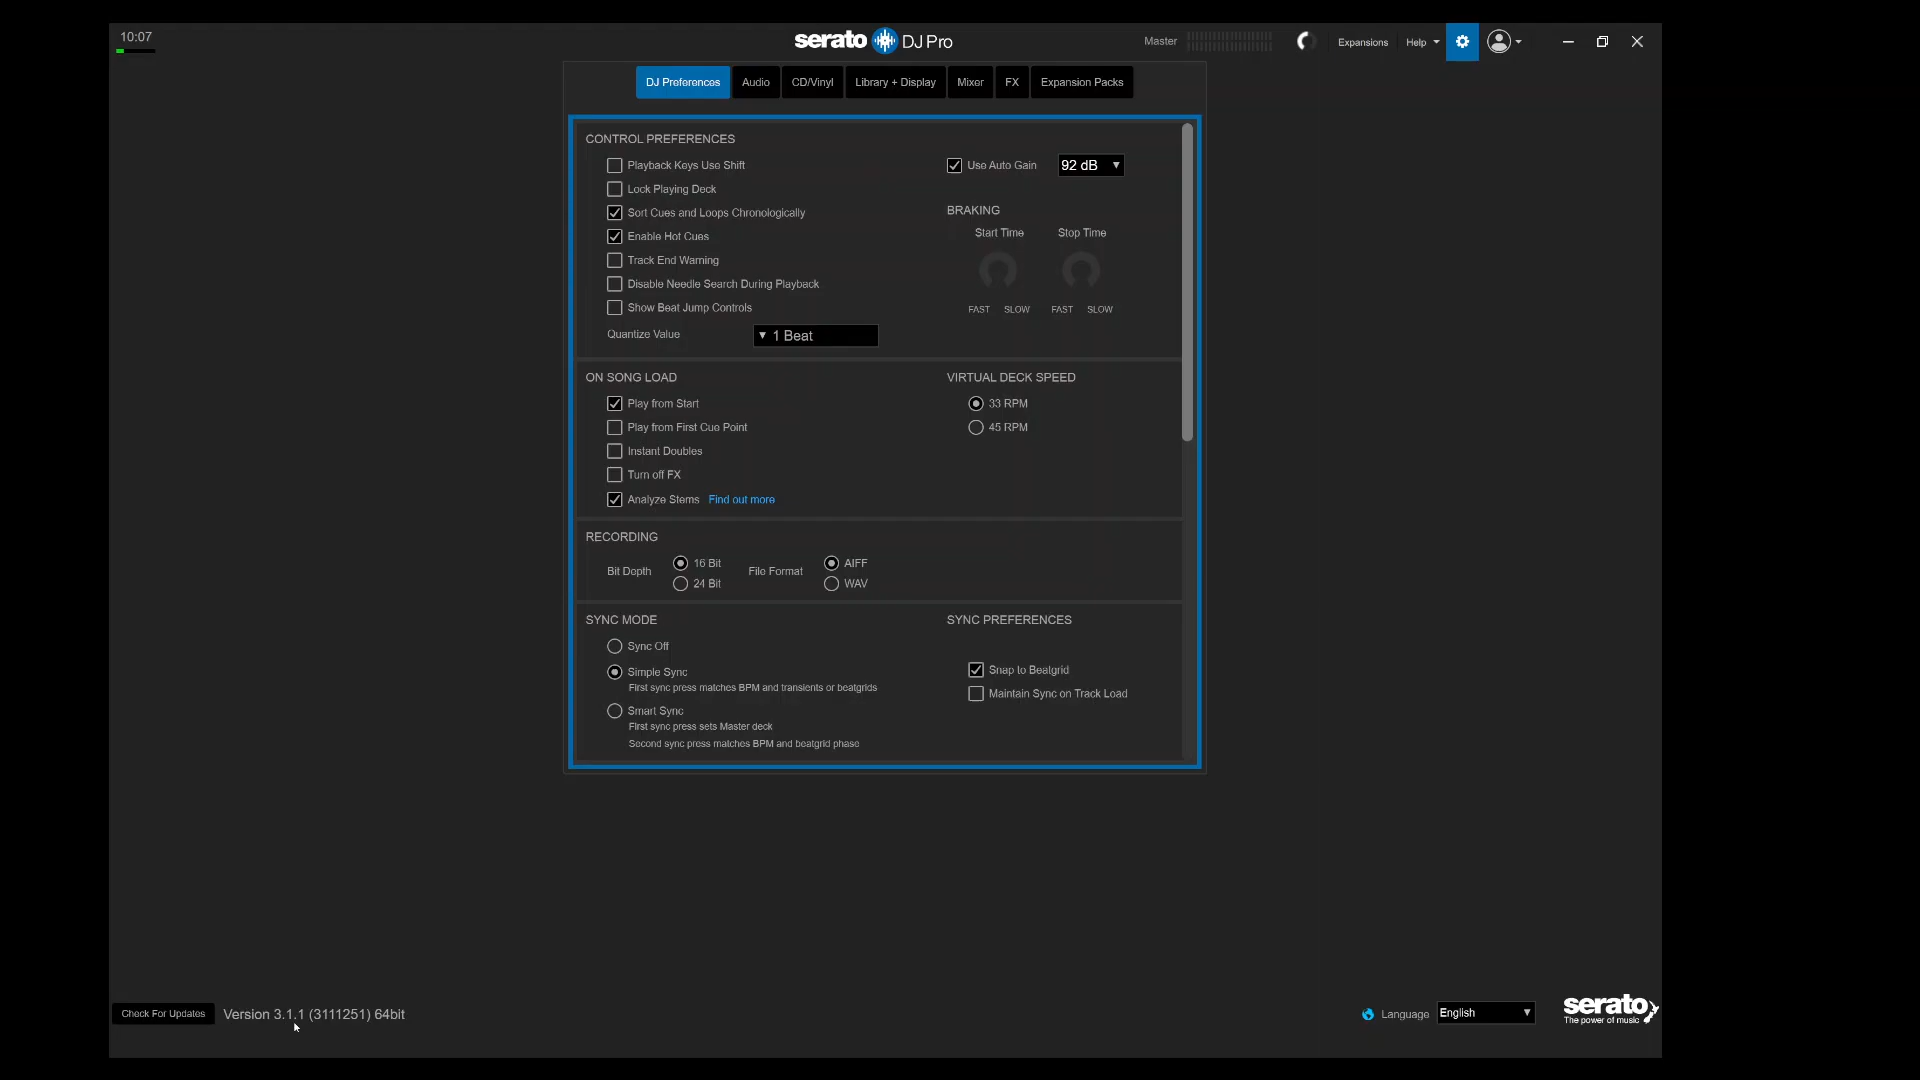 10:07
serato DJ Pro
Master
Expansions
Help
DJ Preferences
Audio
CD/Vinyl
Library + Display
Mixer
FX
Expansion Packs
CONTROL PREFERENCES
Playback Keys Use Shift
Use Auto Gain
92 dB
Lock Playing Deck
Sort Cues and Loops Chronologically
BRAKING
Enable Hot Cues
Start Time
Stop Time
Track End Warning
Disable Needle Search During Playback
Show Beat Jump Controls
FAST SLOW
FAST SLOW
Quantize Value
1 Beat
ON SONG LOAD
VIRTUAL DECK SPEED
Play from Start
33 RPM
Play from First Cue Point
45 RPM
Instant Doubles
Turn off FX
Analyze Stems Find out more
RECORDING
Bit Depth
16 Bit
24 Bit
File Format
AIFF
WAV
SYNC MODE
SYNC PREFERENCES
Sync Off
Simple Sync
First sync press matches BPM and transients or beatgrids
Snap to Beatgrid
Maintain Sync on Track Load
Smart Sync
First sync press sets Master deck
Second sync press matches BPM and beatgrid phase
Check For Updates
Version 3.1.1 (3111251) 64bit
Language
English
serato
The power of music